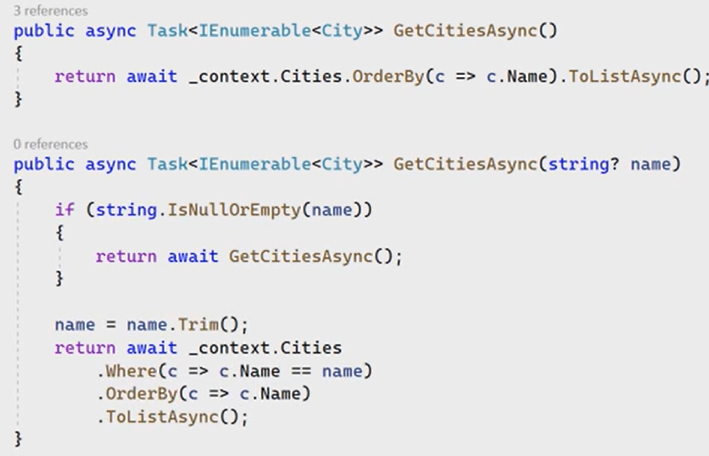 3 references
public async Task<IEnumerable<City>> GetCitiesAsync()
{
    return await _context.Cities.OrderBy(c => c.Name).ToListAsync();
}
0 references
public async Task<IEnumerable<City>> GetCitiesAsync(string? name)
{
    if (string.IsNullOrEmpty(name))
    {
        return await GetCitiesAsync();
    }
    name = name.Trim();
    return await _context.Cities
        .Where(c => c.Name == name)
        .OrderBy(c => c.Name)
        .ToListAsync();
}